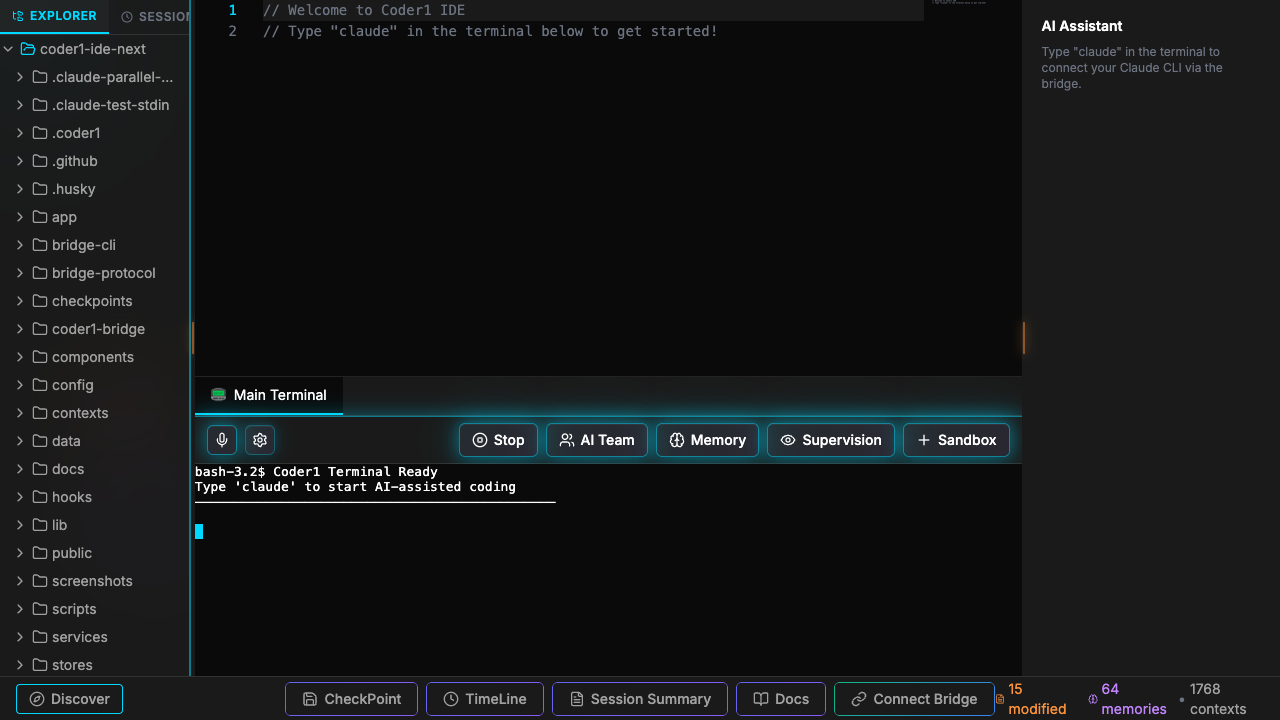 EXPLORER
SESSION
coder1-ide-next
.claude-parallel-...
.claude-test-stdin
.coder1
.github
.husky
app
bridge-cli
bridge-protocol
checkpoints
coder1-bridge
components
config
contexts
data
docs
hooks
lib
public
screenshots
scripts
services
stores
1 // Welcome to Coder1 IDE
2 // Type "claude" in the terminal below to get started!
Main Terminal
Stop
AI Team
Memory
Supervision
Sandbox
bash-3.2$ Coder1 Terminal Ready
Type 'claude' to start AI-assisted coding
AI Assistant
Type "claude" in the terminal to
connect your Claude CLI via the
bridge.
Discover
CheckPoint
TimeLine
Session Summary
Docs
Connect Bridge
15
modified
64
memories
1768
contexts